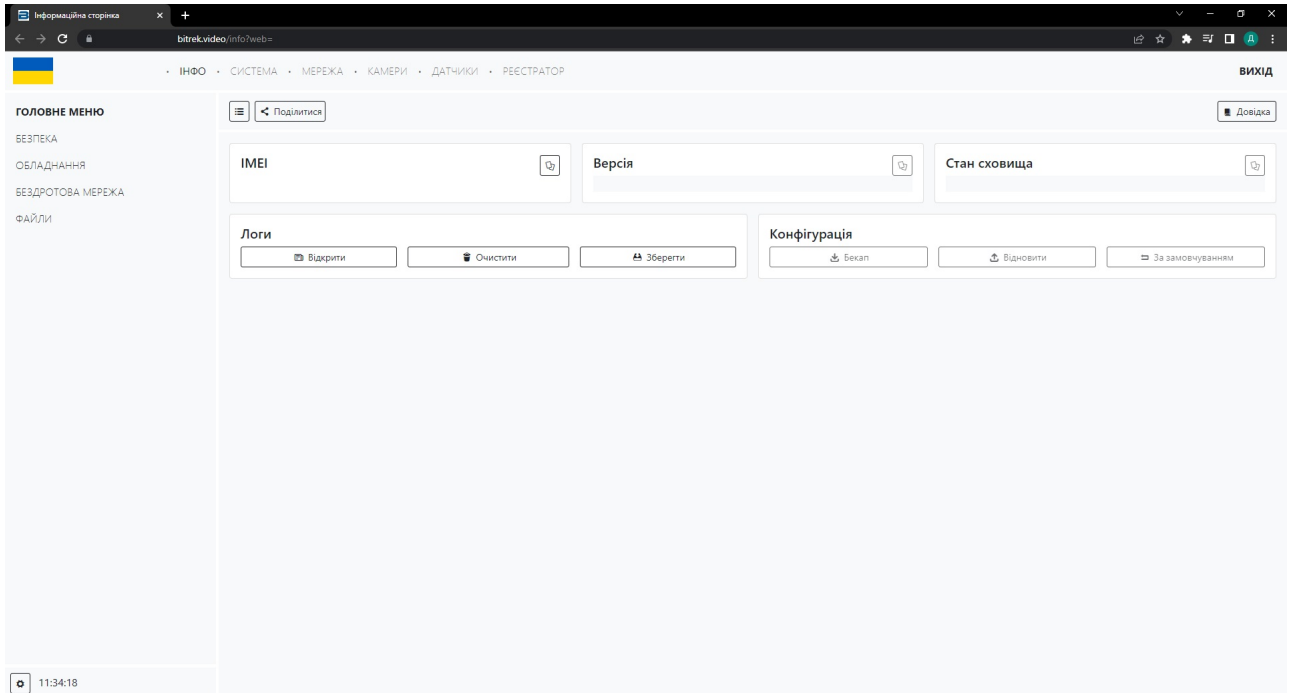 Інформаційна сторінка
bitrek.video/info?web=
Д
• ІНФО • СИСТЕМА • МЕРЕЖА • КАМЕРИ • ДАТЧИКИ • РЕЄСТРАТОР
ВИХІД
ГОЛОВНЕ МЕНЮ
БЕЗПЕКА
ОБЛАДНАННЯ
БЕЗДРОТОВА МЕРЕЖА
ФАЙЛИ
Поділитися
Довідка
IMEI
Версія
Стан сховища
Логи
Відкрити
Очистити
Зберегти
Конфігурація
Бекап
Відновити
За замовчуванням
11:34:18